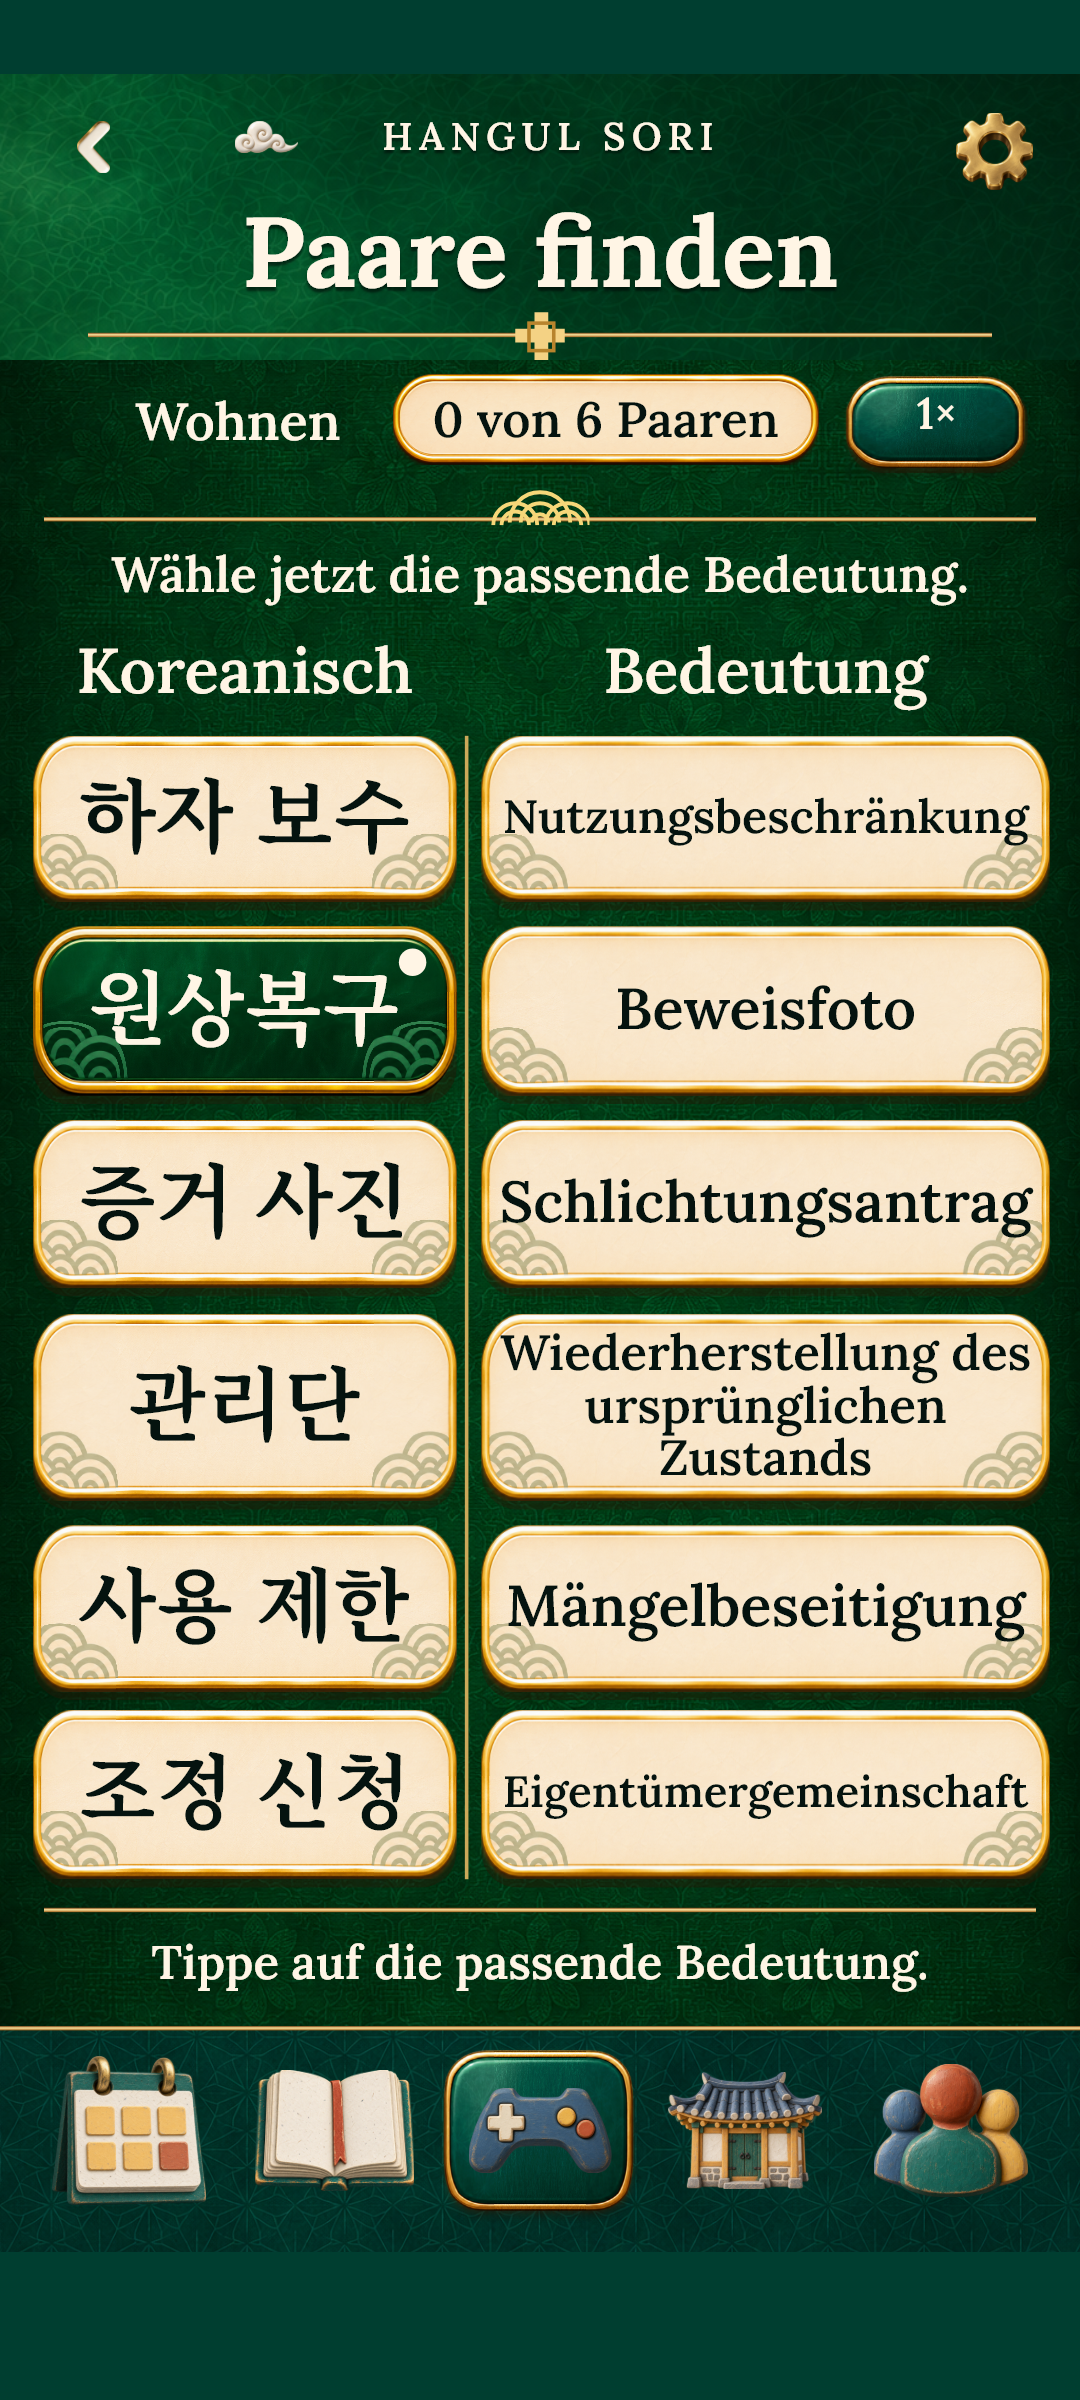 HANGUL SORI
Paare finden
Wohnen
0 von 6 Paaren
1×
Wähle jetzt die passende Bedeutung.
Koreanisch
Bedeutung
하자 보수
Nutzungsbeschränkung
원상복구
Beweisfoto
증거 사진
Schlichtungsantrag
관리단
Wiederherstellung des
ursprünglichen
Zustands
사용 제한
Mängelbeseitigung
조정 신청
Eigentümergemeinschaft
Tippe auf die passende Bedeutung.